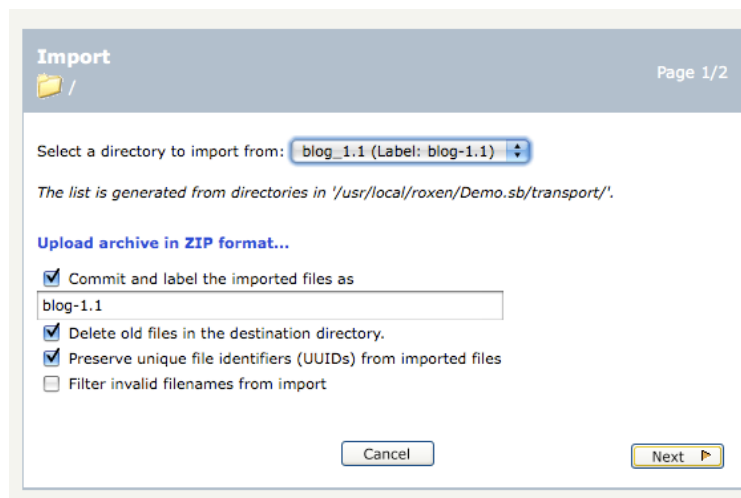 Import
Page 1/2
/
Select a directory to import from: blog_1.1 (Label: blog-1.1)
The list is generated from directories in '/usr/local/roxen/Demo.sb/transport/'.
Upload archive in ZIP format...
Commit and label the imported files as
blog-1.1
Delete old files in the destination directory.
Preserve unique file identifiers (UUIDs) from imported files
Filter invalid filenames from import
Cancel
Next